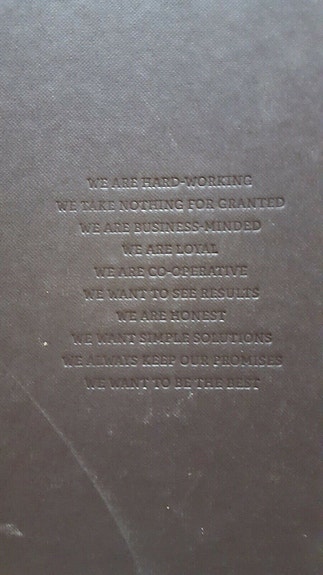 WE ARE HARD-WORKING
WE TAKE NOTHING FOR GRANTED
WE ARE BUSINESS-MINDED
WE ARE LOYAL
WE ARE CO-OPERATIVE
WE WANT TO SEE RESULTS
WE ARE HONEST
WE WANT SIMPLE SOLUTIONS
WE ALWAYS KEEP OUR PROMISES
WE WANT TO BE THE BEST